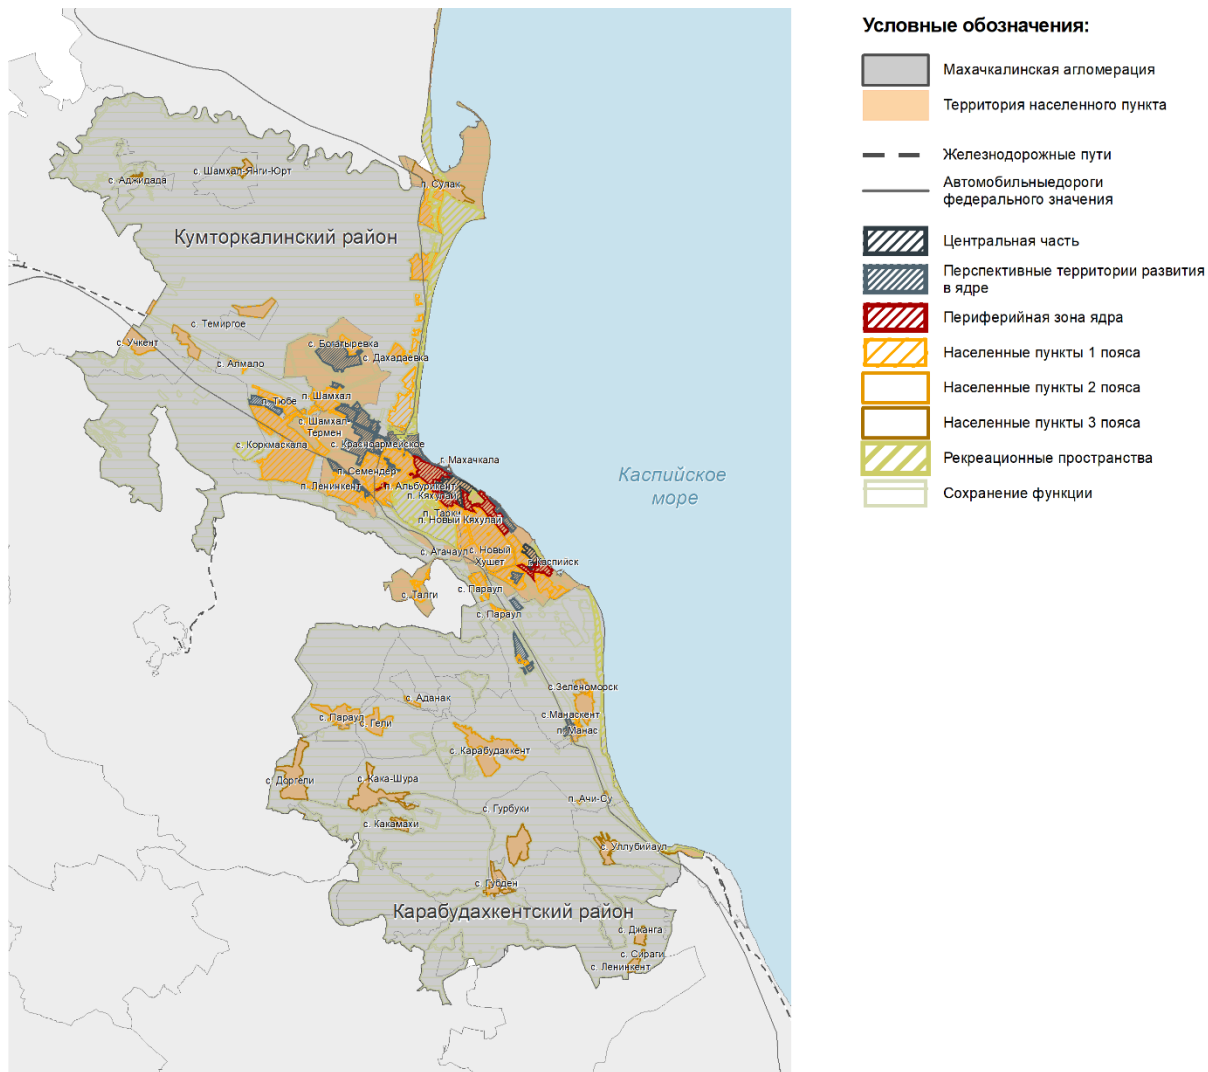 Условные обозначения:
Махачкалинская агломерация
Территория населенного пункта
Железнодорожные пути
Автомобильныедороги
федерального значения
Центральная часть
Перспективные территории развития
в ядре
Периферийная зона ядра
Населенные пункты 1 пояса
Населенные пункты 2 пояса
Населенные пункты 3 пояса
Рекреационные пространства
Сохранение функции
с. Шамхал-Янги-Юрт
с. Аджидада
п. Сулак
Кумторкалинский район
с. Темиргое
с. Учкент
с. Богатыревка
с. Дахадаевка
с. Алмало
п. Шамхал
п. Тюбе
с. Шамхал-
Термен
с. Коркмаскала
с. Красноармейское
г. Махачкала
п. Семендер
п. Ленинкент
п. Альбурикент
п. Кяхулай
п. Тарки
п. Новый Кяхулай
Каспийское
море
с. Агачаул
с. Новый
Хушет
г. Каспийск
с. Талги
с. Параул
с. Параул
с.Зеленоморск
с. Аданак
с. Параул
с. Гели
с.Манаскент
п. Манас
с. Карабудахкент
с. Доргели
с. Кака-Шура
п. Ачи-Су
с. Гурбуки
с. Какамахи
с. Уллубийаул
с. Губден
Карабудахкентский район
с. Джанга
с. Сираги
с. Ленинкент